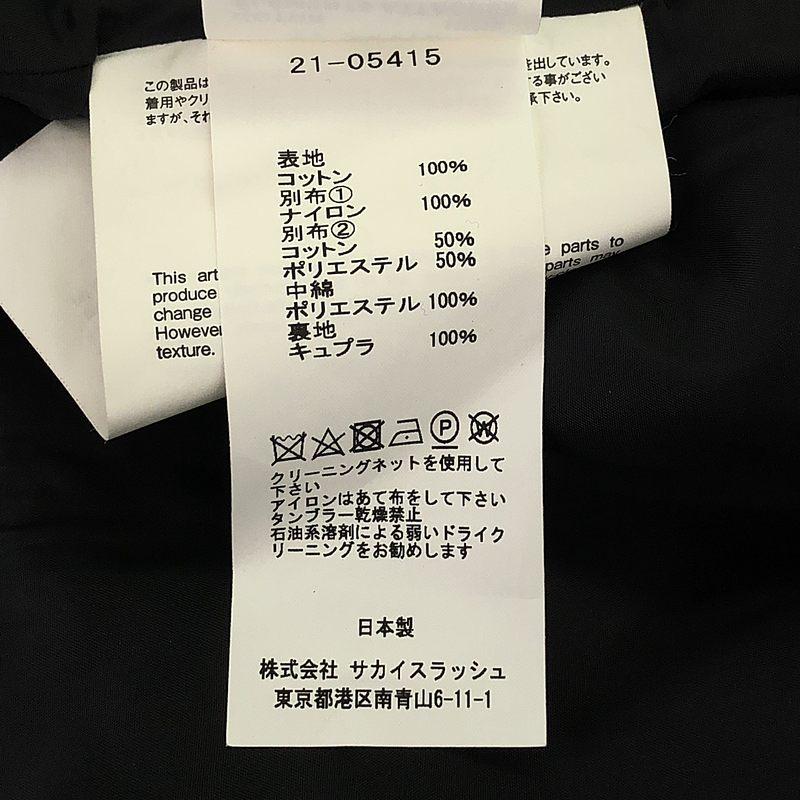 21-05415
この製品は
着用やクリ
ますが、それ
を出しています。
する事がござい
承下さい。
表地
コットン 100%
別布①
ナイロン 100%
別布②
コットン 50%
ポリエステル 50%
中綿
ポリエステル 100%
裏地
キュプラ 100%
This art
produce
change
However
texture.
parts to
parts may
P
W
クリーニングネットを使用して
下さい
アイロンはあて布をして下さい
タンブラー乾燥禁止
石油系溶剤による弱いドライク
リーニングをお勧めします
日本製
株式会社 サカイスラッシュ
東京都港区南青山6-11-1